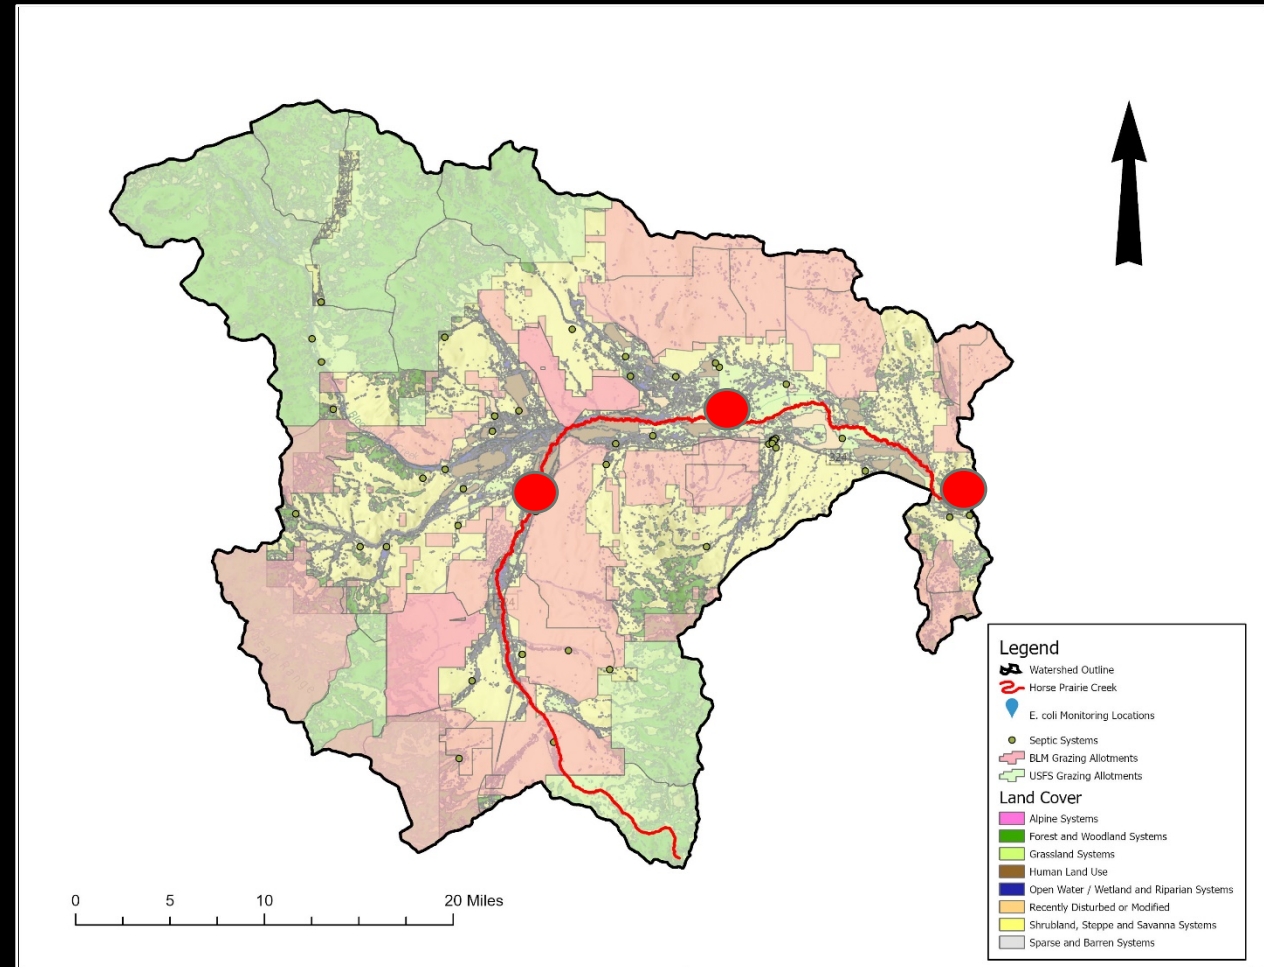 0 5 10 20 Miles
Legend
Watershed Outline
Horse Prairie Creek
E. coli Monitoring Locations
Septic Systems
BLM Grazing Allotments
USFS Grazing Allotments
Land Cover
Alpine Systems
Forest and Woodland Systems
Grassland Systems
Human Land Use
Open Water / Wetland and Riparian Systems
Recently Disturbed or Modified
Shrubland, Steppe and Savanna Systems
Sparse and Barren Systems